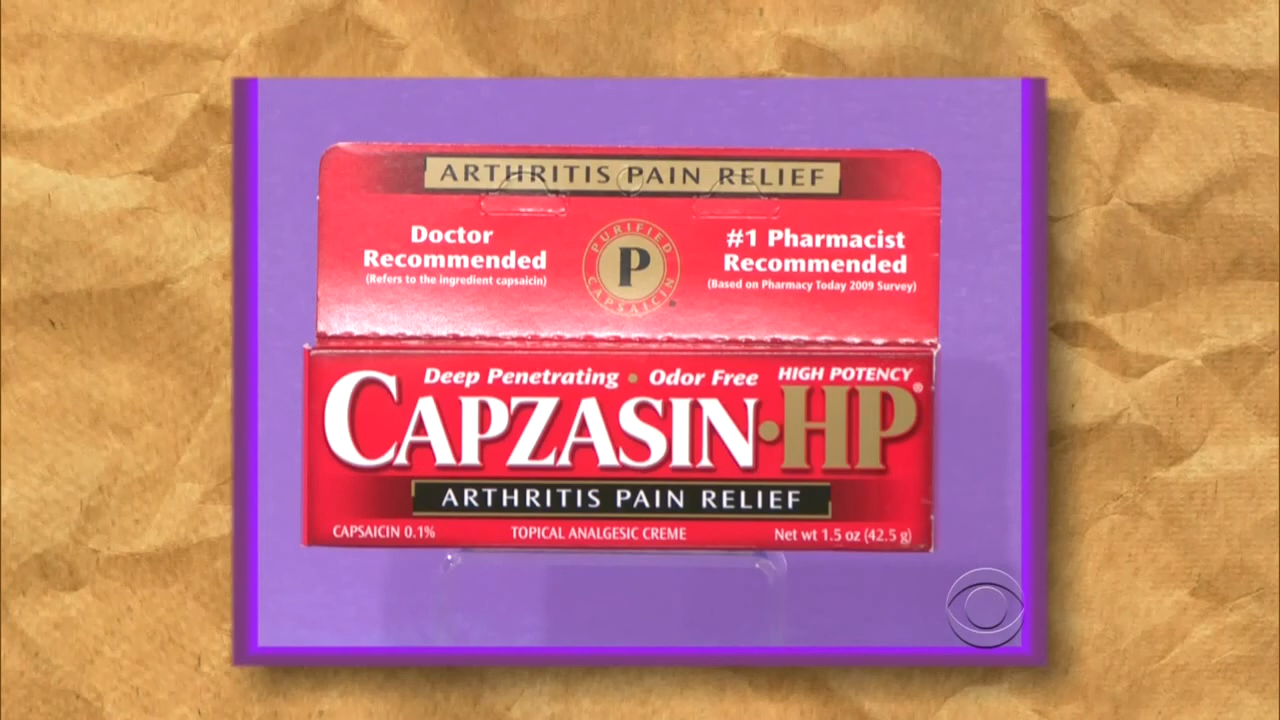 ARTHRITIS PAIN RELIEF
Doctor
Recommended
(Refers to the ingredient capsaicin)
PURIFIED
P
CAPSAICIN
#1 Pharmacist
Recommended
(Based on Pharmacy Today 2009 Survey)
Deep Penetrating • Odor Free HIGH POTENCY
CAPZASIN•HP®
ARTHRITIS PAIN RELIEF
CAPSAICIN 0.1% TOPICAL ANALGESIC CREME Net wt 1.5 oz (42.5 g)